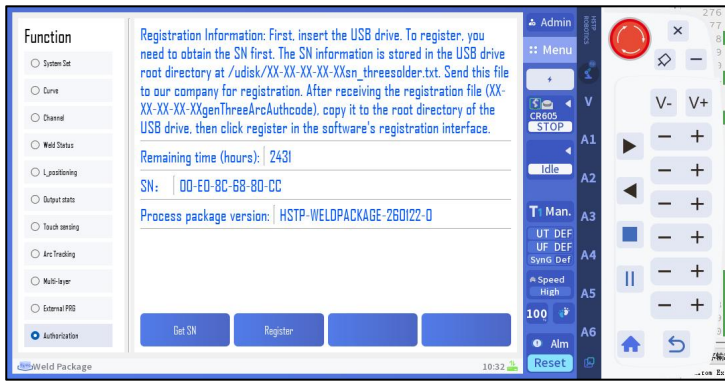 Function
System Set
Curve
Channel
Weld Status
L_positioning
Output stats
Touch sensing
Arc Tracking
Multi-layer
External PRG
Authorization
Registration Information: First, insert the USB drive. To register, you
need to obtain the SN first. The SN information is stored in the USB drive
root directory at /udisk/XX-XX-XX-XX-XXsn_threesolder.txt. Send this file
to our company for registration. After receiving the registration file (XX-
XX-XX-XX-XXgenThreeArcAuthcode), copy it to the root directory of the
USB drive, then click register in the software's registration interface.
Remaining time (hours): 2431
SN: 00-E0-8C-68-80-CC
Process package version: HSTP-WELDPACKAGE-260122-0
Get SN
Register
Weld Package
10:32
Admin
Menu
CR605
STOP
Idle
T1 Man.
UT DEF
UF DEF
SynG Def
Speed
High
100
Alm
Reset
HSTP
ROBOTICS
V
A1
A2
A3
A4
A5
A6
V-
V+
- +
- +
- +
- +
- +
- +
276